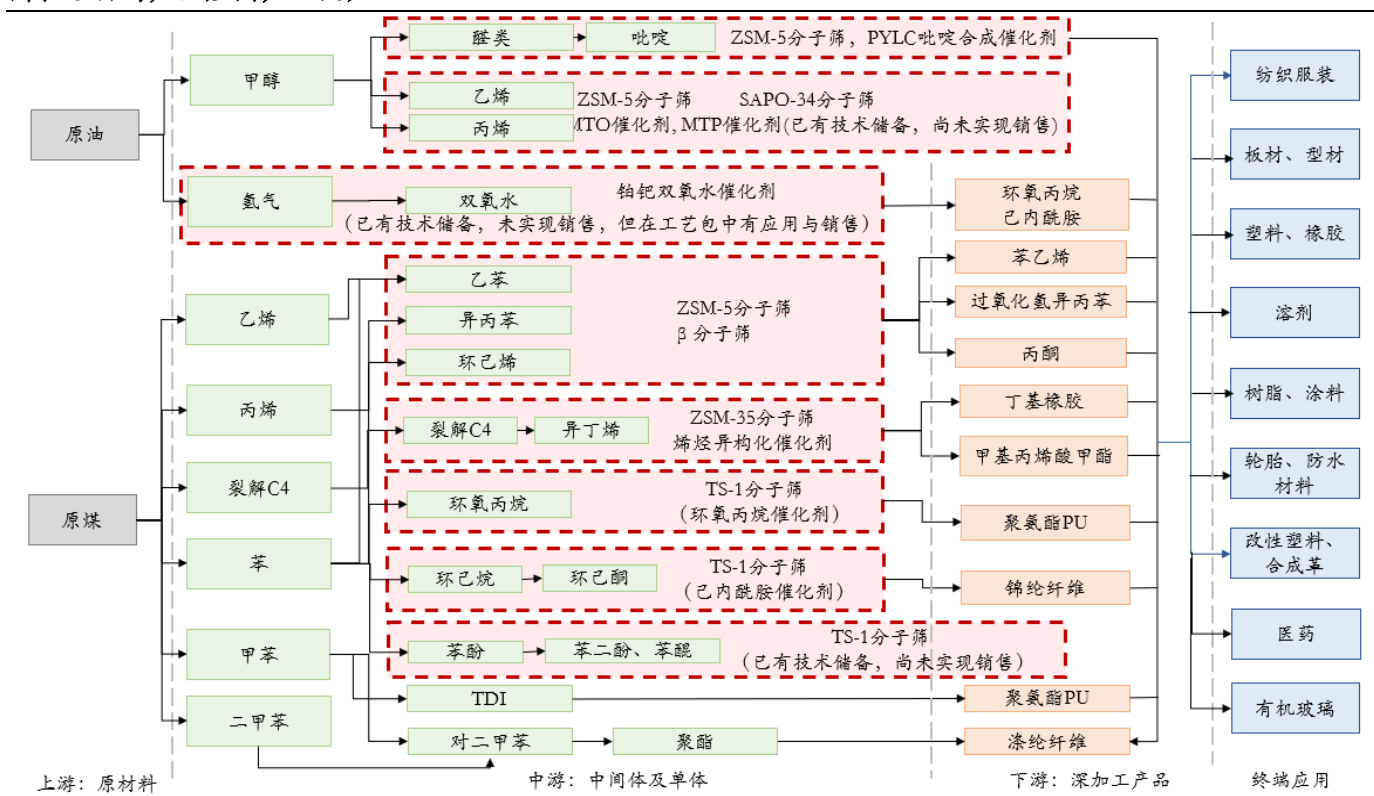 醛类
吡啶
ZSM-5分子筛，PYLC吡啶合成催化剂
甲醇
乙烯
ZSM-5分子筛 SAPO-34分子筛
丙烯
MTO催化剂, MTP催化剂(已有技术储备，尚未实现销售)
原油
氢气
双氧水
铂钯双氧水催化剂
（已有技术储备，未实现销售，但在工艺包中有应用与销售）
环氧丙烷
己内酰胺
乙苯
异丙苯
环己烯
ZSM-5分子筛
β分子筛
苯乙烯
过氧化氢异丙苯
丙酮
乙烯
丙烯
裂解C4
苯
甲苯
二甲苯
原煤
裂解C4
异丁烯
ZSM-35分子筛
烯烃异构化催化剂
丁基橡胶
甲基丙烯酸甲酯
环氧丙烷
TS-1分子筛
（环氧丙烷催化剂）
聚氨酯PU
环己烷
环己酮
TS-1分子筛
（己内酰胺催化剂）
锦纶纤维
苯酚
苯二酚、苯醌
TS-1分子筛
（已有技术储备，尚未实现销售）
TDI
聚氨酯PU
对二甲苯
聚酯
涤纶纤维
纺织服装
板材、型材
塑料、橡胶
溶剂
树脂、涂料
轮胎、防水
材料
改性塑料、
合成革
医药
有机玻璃
上游：原材料
中游：中间体及单体
下游：深加工产品
终端应用